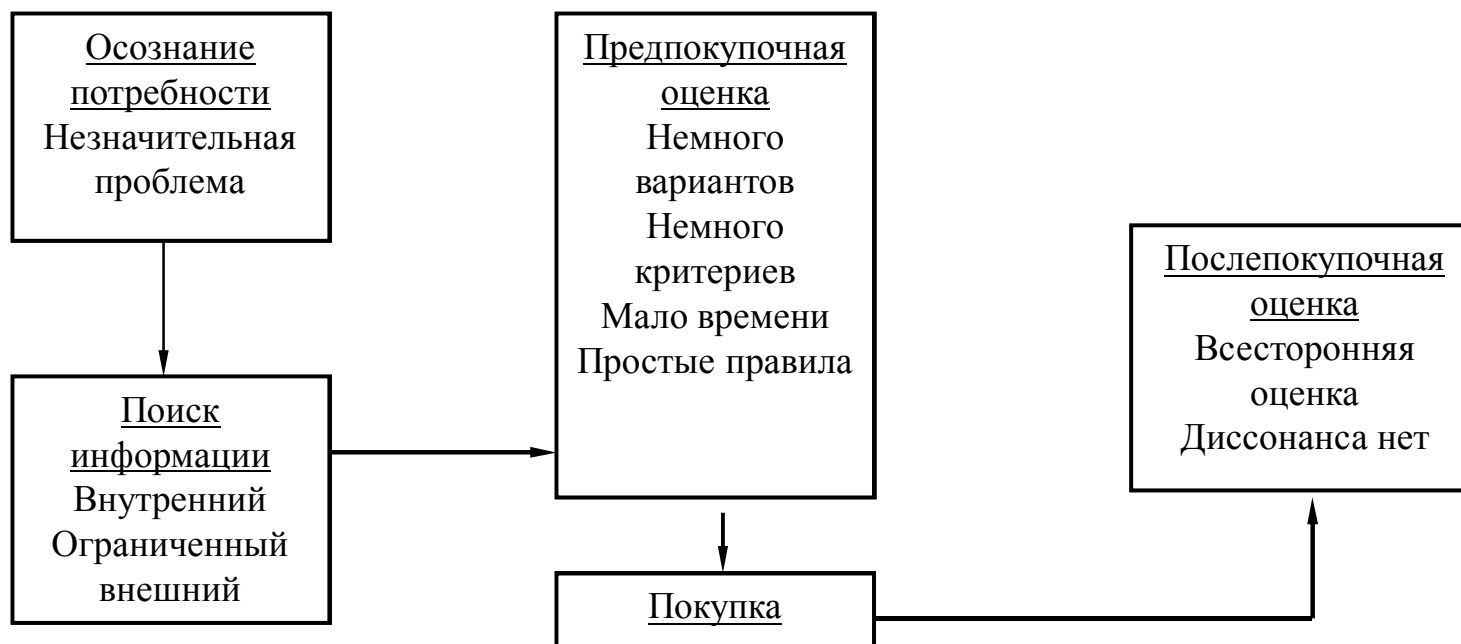 Осознание
потребности
Незначительная
проблема
Поиск
информации
Внутренний
Ограниченный
внешний
Предпокупочная
оценка
Немного
вариантов
Немного
критериев
Мало времени
Простые правила
Покупка
Послепокупочная
оценка
Всесторонняя
оценка
Диссонанса нет